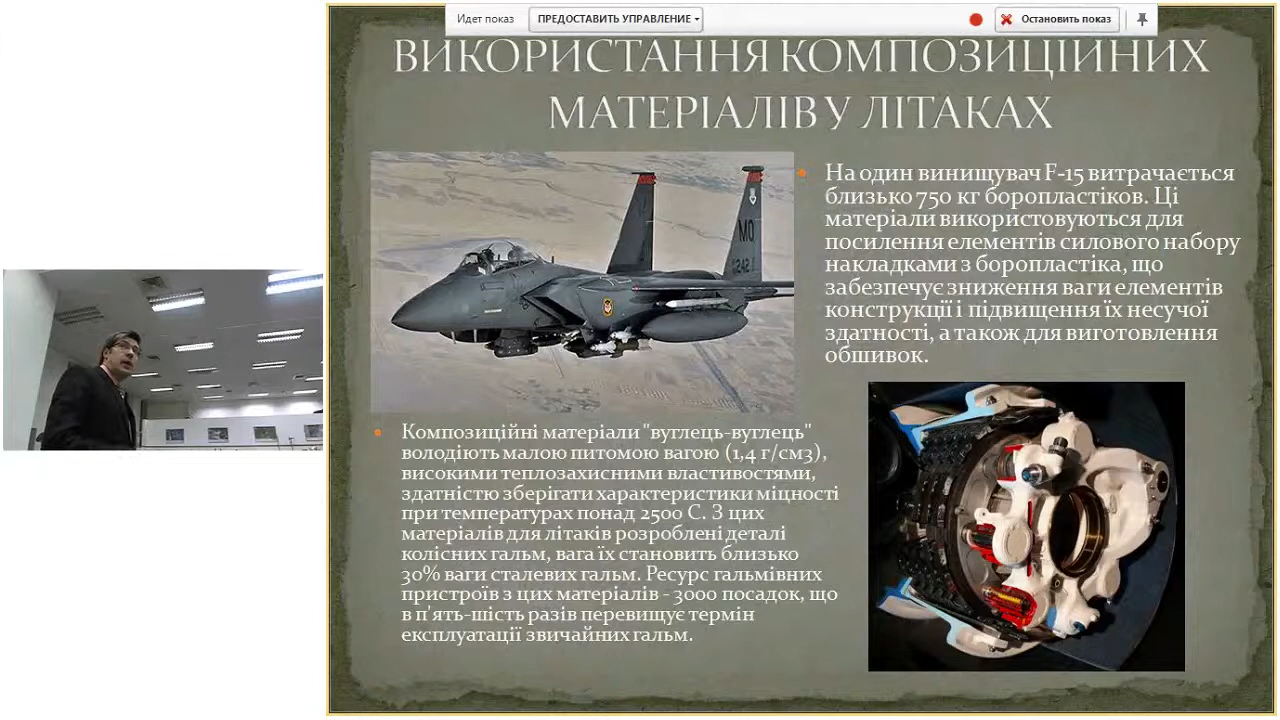 Идет показ
ПРЕДОСТАВИТЬ УПРАВЛЕНИЕ
Остановить показ
ВИКОРИСТАННЯ КОМПОЗИЦІЙНИХ
МАТЕРІАЛІВ У ЛІТАКАХ
На один винищувач F-15 витрачається
близько 750 кг боропластіков. Ці
матеріали використовуються для
посилення елементів силового набору
накладками з боропластіка, що
забезпечує зниження ваги елементів
конструкції і підвищення їх несучої
здатності, а також для виготовлення
обшивок.
MO
242
Композиційні матеріали "вуглець-вуглець"
володіють малою питомою вагою (1,4 г/см3),
високими теплозахисними властивостями,
здатністю зберігати характеристики міцності
при температурах понад 2500 С. З цих
матеріалів для літаків розроблені деталі
колісних гальм, вага їх становить близько
30% ваги сталевих гальм. Ресурс гальмівних
пристроїв з цих матеріалів - 3000 посадок, що
в п'ять-шість разів перевищує термін
експлуатації звичайних гальм.